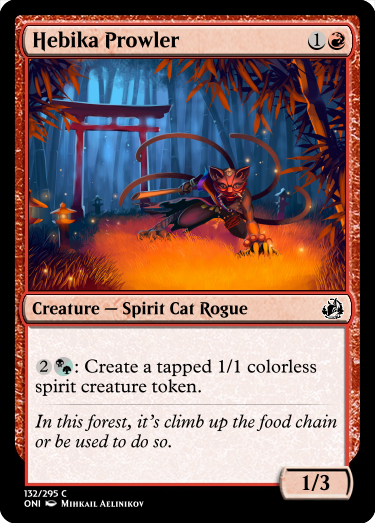 Hebika Prowler 1
Creature — Spirit Cat Rogue
2 : Create a tapped 1/1 colorless
spirit creature token.
In this forest, it's climb up the food chain
or be used to do so.
1/3
132/295 C
ONI Mihkail Aelinikov